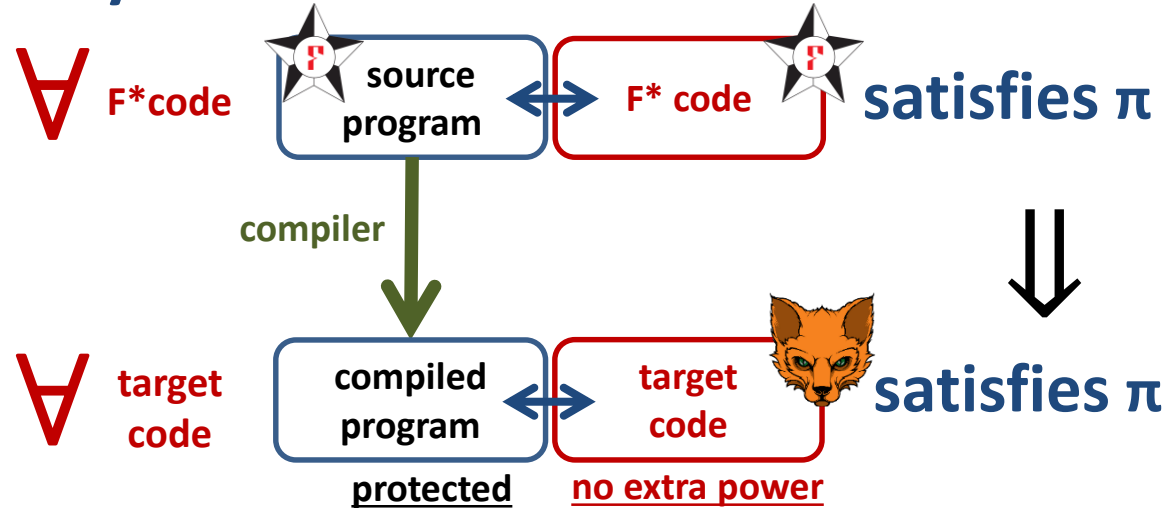 ∀ F*code source program F* code satisfies π
compiler
⇓
∀ target code compiled program target code satisfies π
protected no extra power